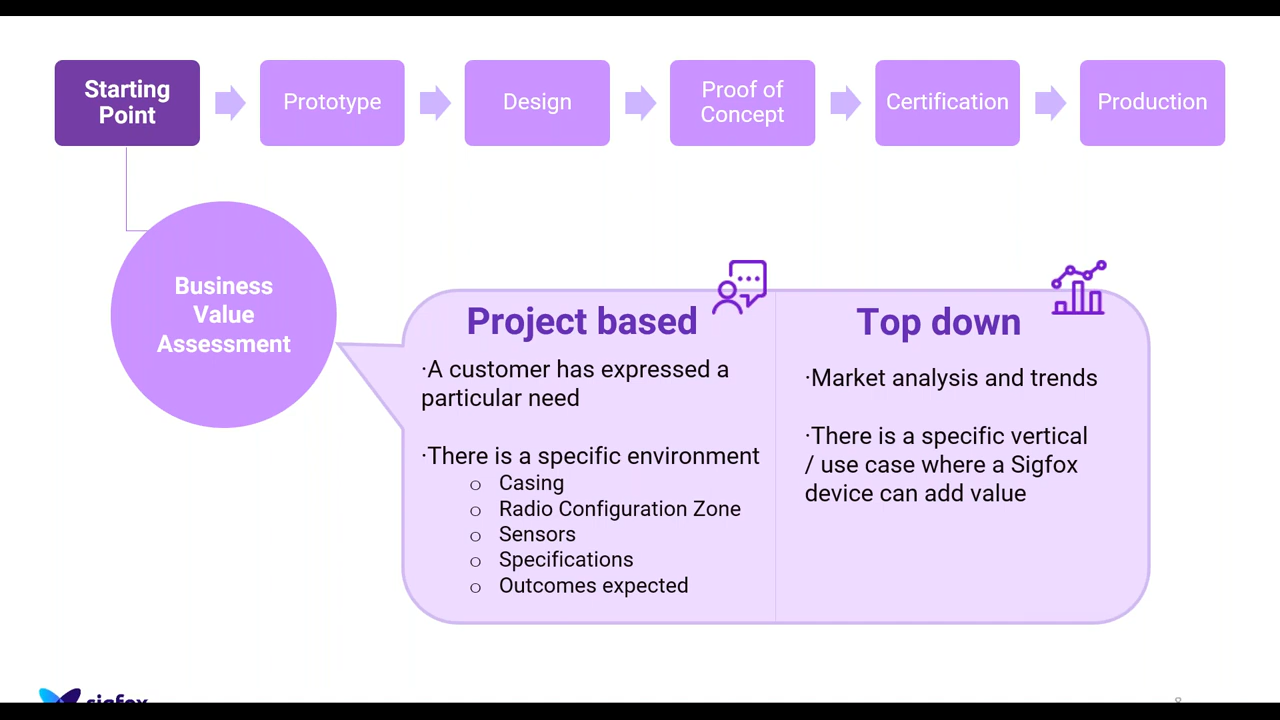 Starting
Point
Prototype
Design
Proof of
Concept
Certification
Production
Business
Value
Assessment
Project based
·A customer has expressed a
particular need
·There is a specific environment
o Casing
o Radio Configuration Zone
o Sensors
o Specifications
o Outcomes expected
Top down
·Market analysis and trends
·There is a specific vertical
/ use case where a Sigfox
device can add value
sigfox
8